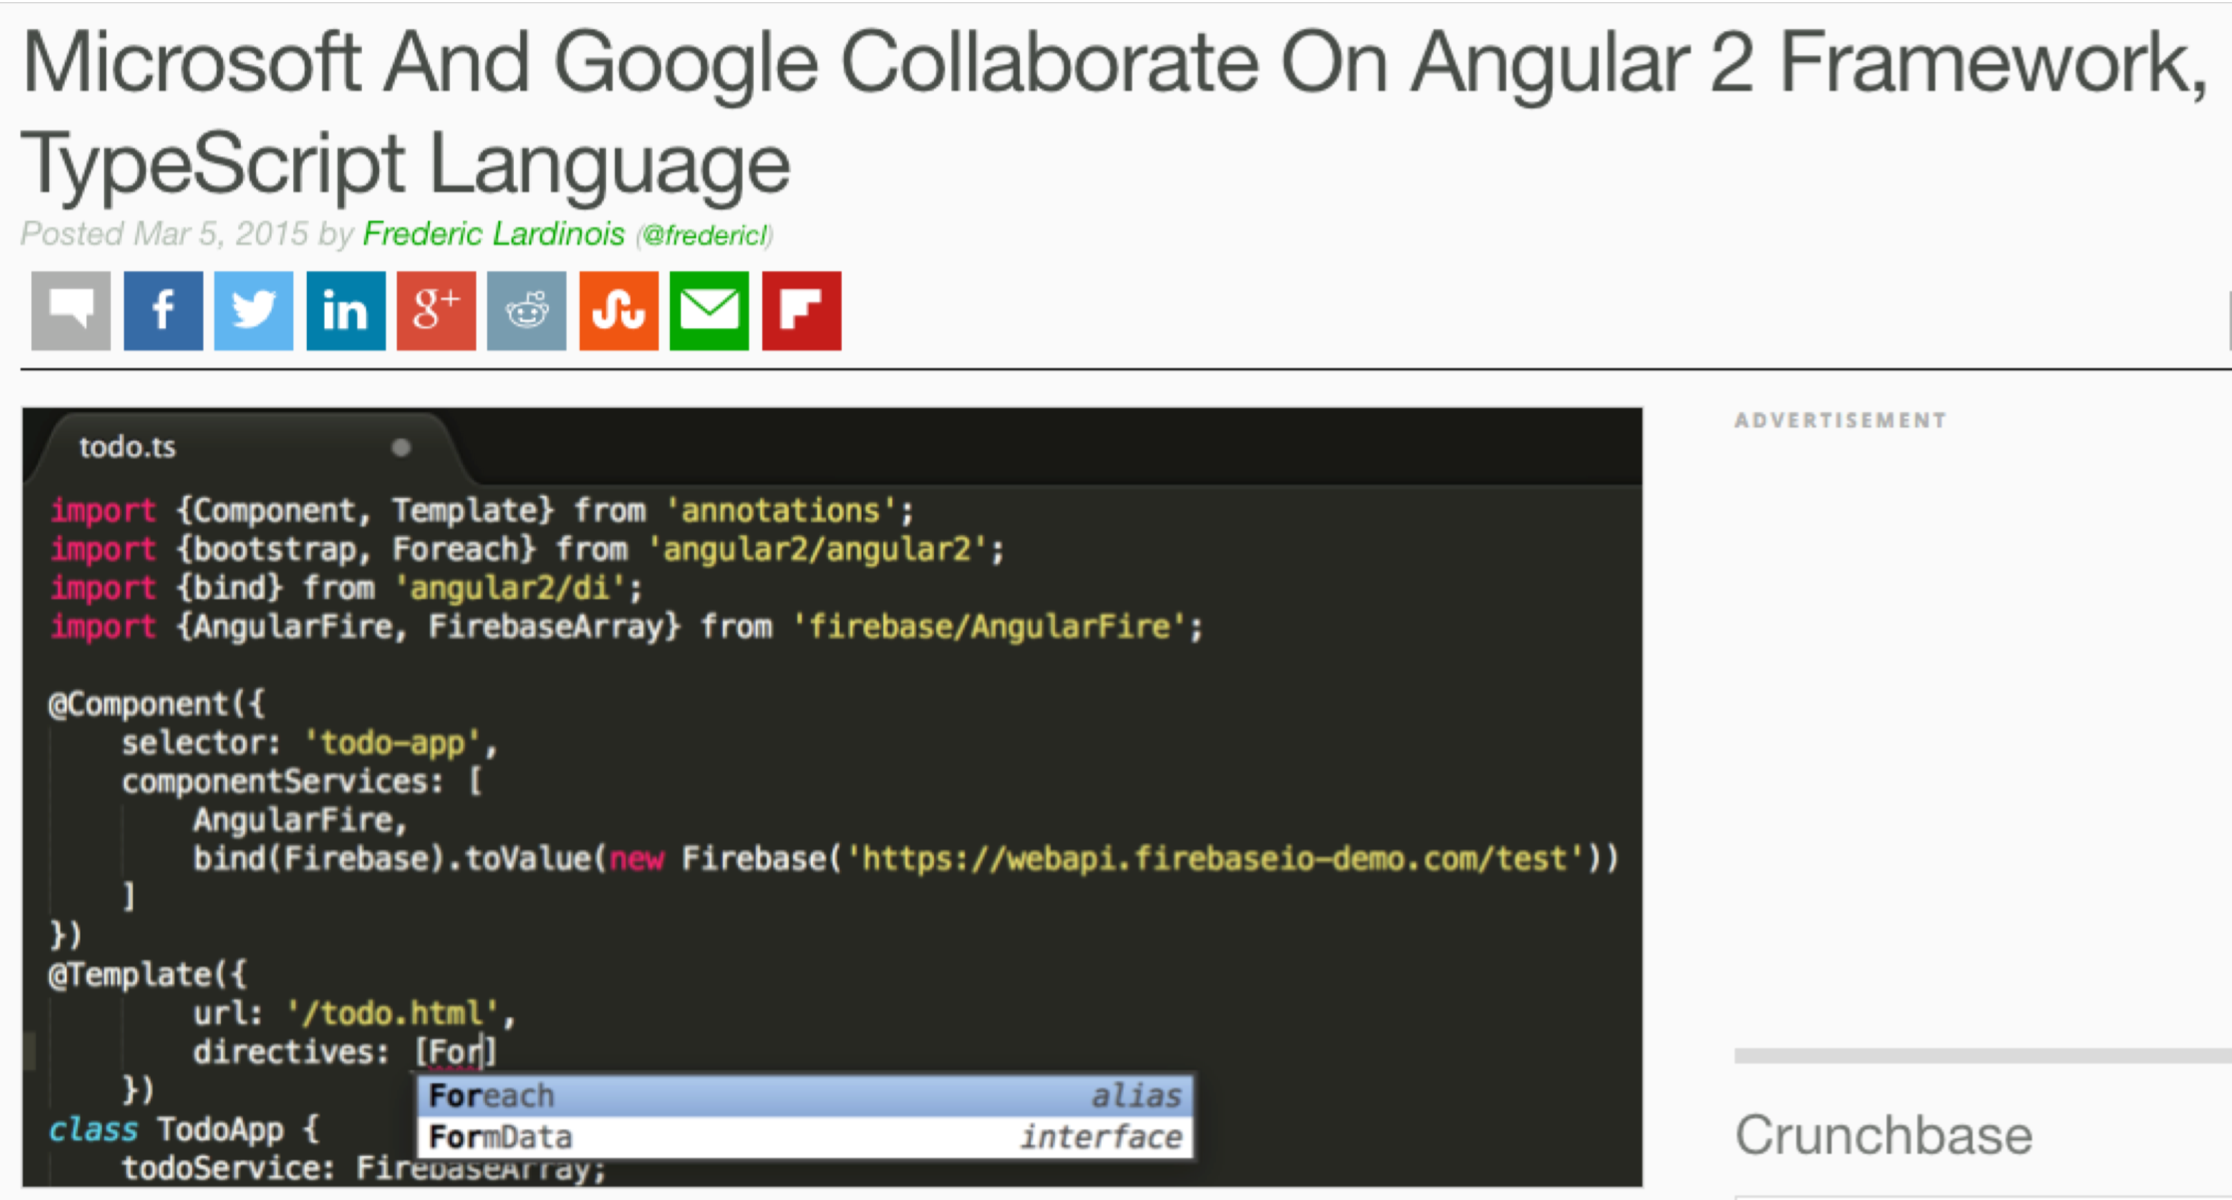 Microsoft And Google Collaborate On Angular 2 Framework,
TypeScript Language
Posted Mar 5, 2015 by Frederic Lardinois (@fredericl)
f in g+
todo.ts
import {Component, Template} from 'annotations';
import {bootstrap, Foreach} from 'angular2/angular2';
import {bind} from 'angular2/di';
import {AngularFire, FirebaseArray} from 'firebase/AngularFire';
@Component({
selector: 'todo-app',
componentServices: [
AngularFire,
bind(Firebase).toValue(new Firebase('https://webapi.firebaseio-demo.com/test'))
]
})
@Template({
url: '/todo.html',
directives: [For]
})
Foreach alias
FormData interface
class TodoApp {
todoService: FirebaseArray;
ADVERTISEMENT
Crunchbase